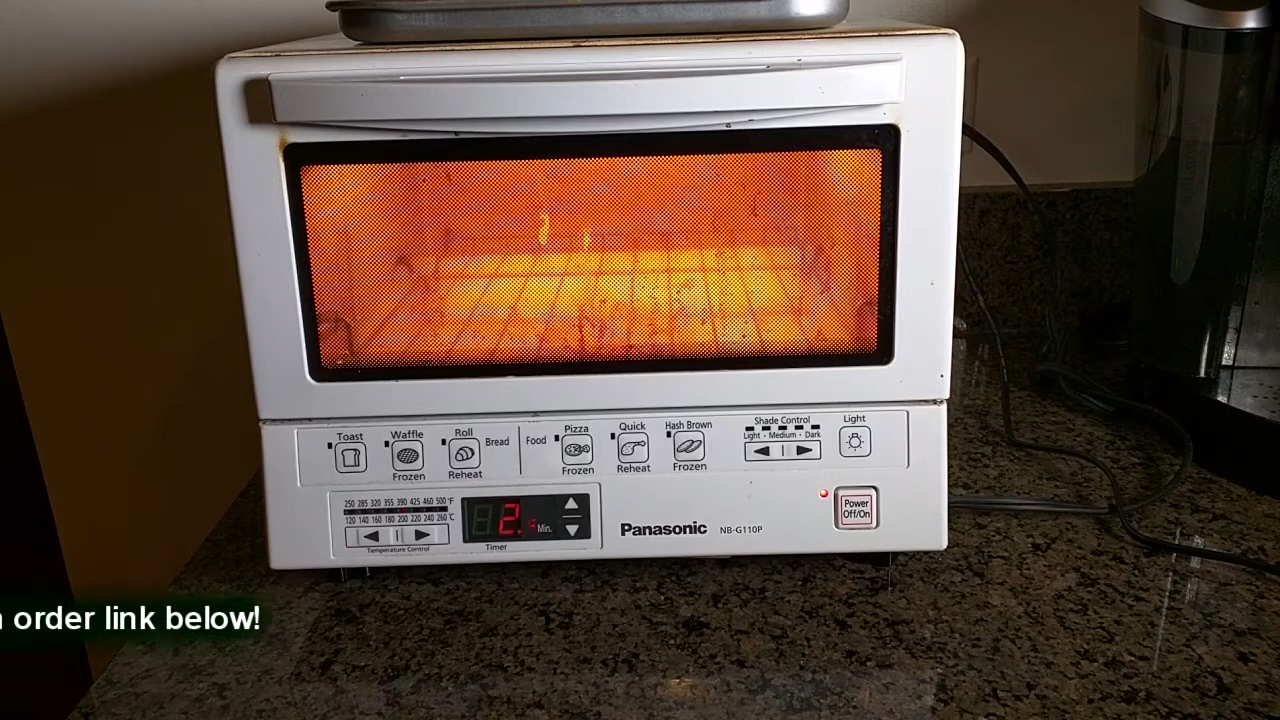 Toast
Waffle
Frozen
Roll
Reheat
Bread
Food
Pizza
Frozen
Quick
Reheat
Hash Brown
Frozen
Shade Control
Light • Medium • Dark
Light
250 285 320 355 390 425 460 500 °F
120 140 160 180 200 220 240 260 °C
Temperature Control
2. Min.
Timer
Panasonic NB-G110P
Power
Off/On
order link below!